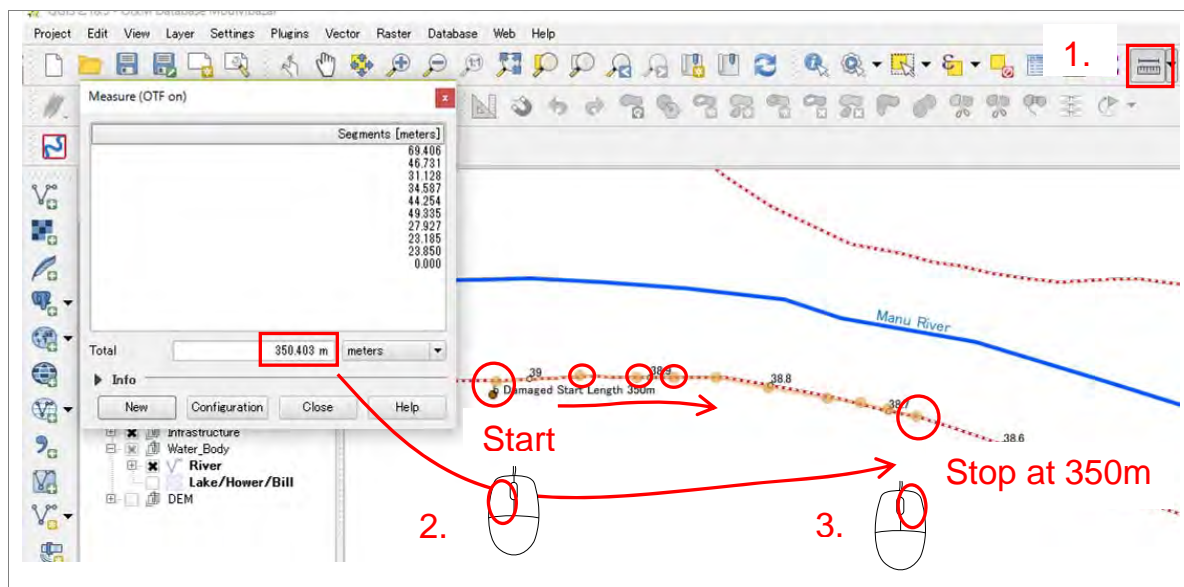 Project Edit View Layer Settings Plugins Vector Raster Database Web Help
1.
Measure (OTF on)
Segments [meters]
69.406
46.731
31.128
34.587
44.254
49.335
27.927
23.185
23.850
0.000
Manu River
Total 350.403 m meters
39 38.9 38.8
Info
Damaged Start Length 350m
38.7
New Configuration Close Help
38.6
Start
Stop at 350m
Infrastructure
Water_Body
River
Lake/Hower/Bill
DEM
2. 3.